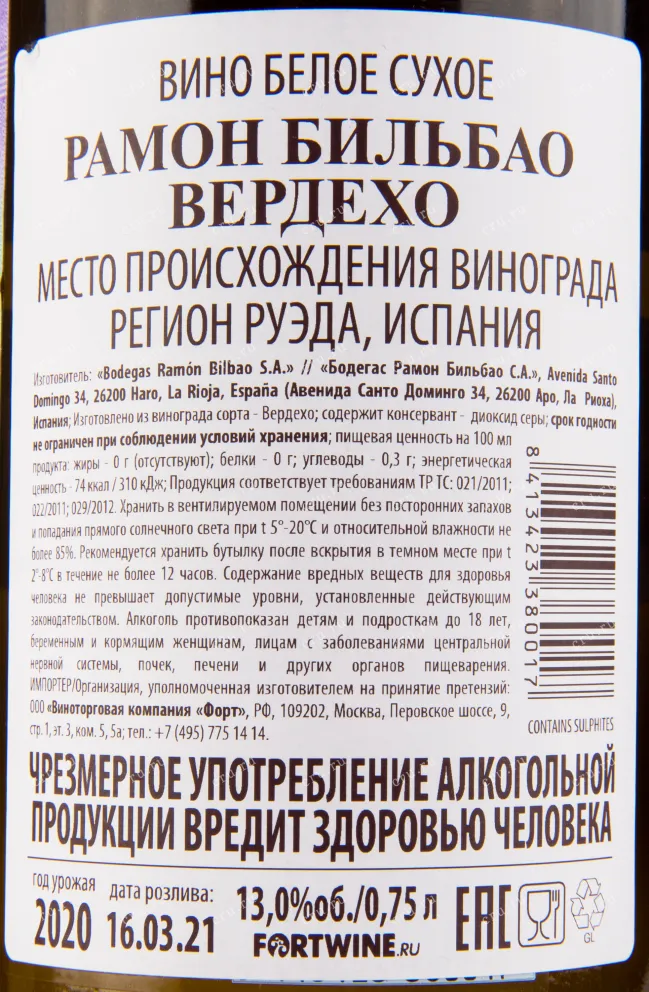 ВИНО БЕЛОЕ СУХОЕ
РАМОН БИЛЬБАО
ВЕРДЕХО
МЕСТО ПРОИСХОЖДЕНИЯ ВИНОГРАДА
РЕГИОН РУЭДА, ИСПАНИЯ
Изготовитель: «Bodegas Ramón Bilbao S.A.» // «Бодегас Рамон Бильбао С.А.», Avenida Santo
Domingo 34, 26200 Haro, La Rioja, España (Авенида Санто Доминго 34, 26200 Аро, Ла Риоха),
Испания; Изготовлено из винограда сорта - Вердехо; содержит консервант - диоксид серы; срок годности
не ограничен при соблюдении условий хранения; пищевая ценность на 100 мл
продукта: жиры - 0 г (отсутствуют); белки - 0 г; углеводы - 0,3 г; энергетическая
ценность - 74 ккал / 310 кДж; Продукция соответствует требованиям ТР ТС: 021/2011;
022/2011; 029/2012. Хранить в вентилируемом помещении без посторонних запахов
и попадания прямого солнечного света при t 5°-20°С и относительной влажности не
более 85%. Рекомендуется хранить бутылку после вскрытия в темном месте при t
2°-8°С в течение не более 12 часов. Содержание вредных веществ для здоровья
человека не превышает допустимые уровни, установленные действующим
законодательством. Алкоголь противопоказан детям и подросткам до 18 лет,
беременным и кормящим женщинам, лицам с заболеваниями центральной
нервной системы, почек, печени и других органов пищеварения.
ИМПОРТЕР/Организация, уполномоченная изготовителем на принятие претензий:
ООО «Виноторговая компания «Форт», РФ, 109202, Москва, Перовское шоссе, 9,
стр. 1, эт. 3, ком. 5, 5а; тел.: +7 (495) 775 14 14.
8 413423 380017
CONTAINS SULPHITES
ЧРЕЗМЕРНОЕ УПОТРЕБЛЕНИЕ АЛКОГОЛЬНОЙ
ПРОДУКЦИИ ВРЕДИТ ЗДОРОВЬЮ ЧЕЛОВЕКА
год урожая
2020
дата розлива:
16.03.21
13,0%об./0,75 л
FORTWINE.RU
EAC
GL